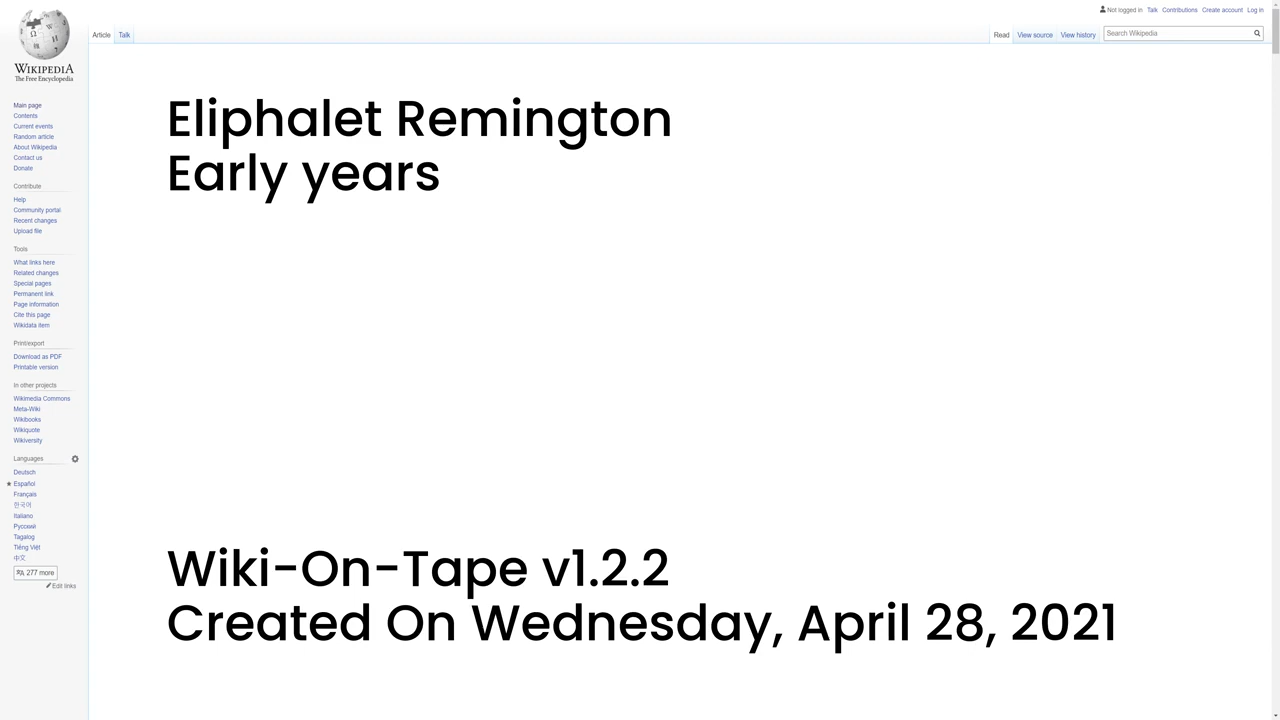 WIKIPEDIA
The Free Encyclopedia
Main page
Contents
Current events
Random article
About Wikipedia
Contact us
Donate
Contribute
Help
Community portal
Recent changes
Upload file
Tools
What links here
Related changes
Special pages
Permanent link
Page information
Cite this page
Wikidata item
Print/export
Download as PDF
Printable version
In other projects
Wikimedia Commons
Meta-Wiki
Wikibooks
Wikiquote
Wikiversity
Languages
Deutsch
Español
Français
한국어
Italiano
Русский
Tagalog
Tiếng Việt
中文
277 more
Edit links
Not logged in Talk Contributions Create account Log in
Article Talk Read View source View history Search Wikipedia
Eliphalet Remington
Early years
Wiki-On-Tape v1.2.2
Created On Wednesday, April 28, 2021